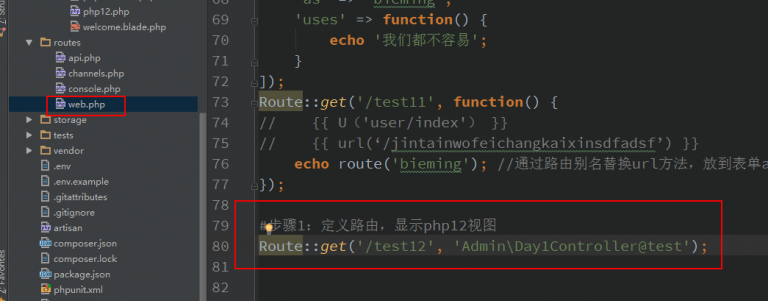 php12.php
welcome.blade.php
routes
api.php
channels.php
console.php
web.php
storage
tests
vendor
.env
.env.example
.gitattributes
.gitignore
artisan
composer.json
composer.lock
package.json
phpunit.xml
2: Favorites
69 'uses' => function() {
70 echo '我们都不容易';
71 }
72 ]);
73 Route::get('/test11', function() {
74 // {{ U（'user/index'） }}
75 // {{ url(‘/jintainwofeichangkaixinsdfadsf’) }}
76 echo route('bieming'); //通过路由别名替换url方法，放到表单a
77 });
78
79 #步骤1：定义路由，显示php12视图
80 Route::get('/test12', 'Admin\Day1Controller@test');
81
82